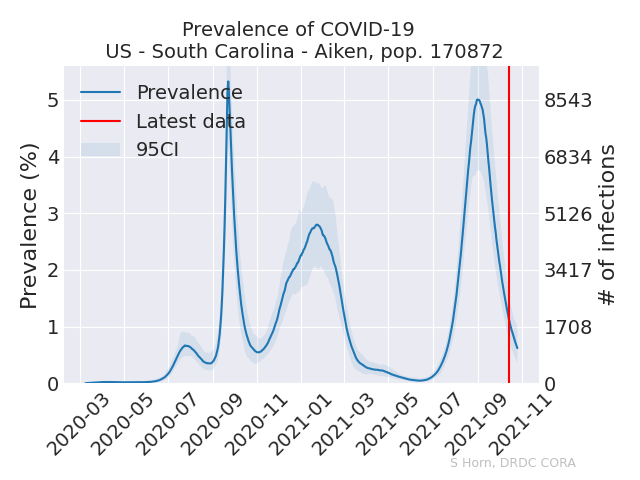 Prevalence of COVID-19
US - South Carolina - Aiken, pop. 170872
Prevalence
Latest data
95CI
Prevalence (%)
5
4
3
2
1
0
8543
6834
5126
3417
1708
0
# of infections
2020-03
2020-05
2020-07
2020-09
2020-11
2021-01
2021-03
2021-05
2021-07
2021-09
2021-11
S Horn, DRDC CORA